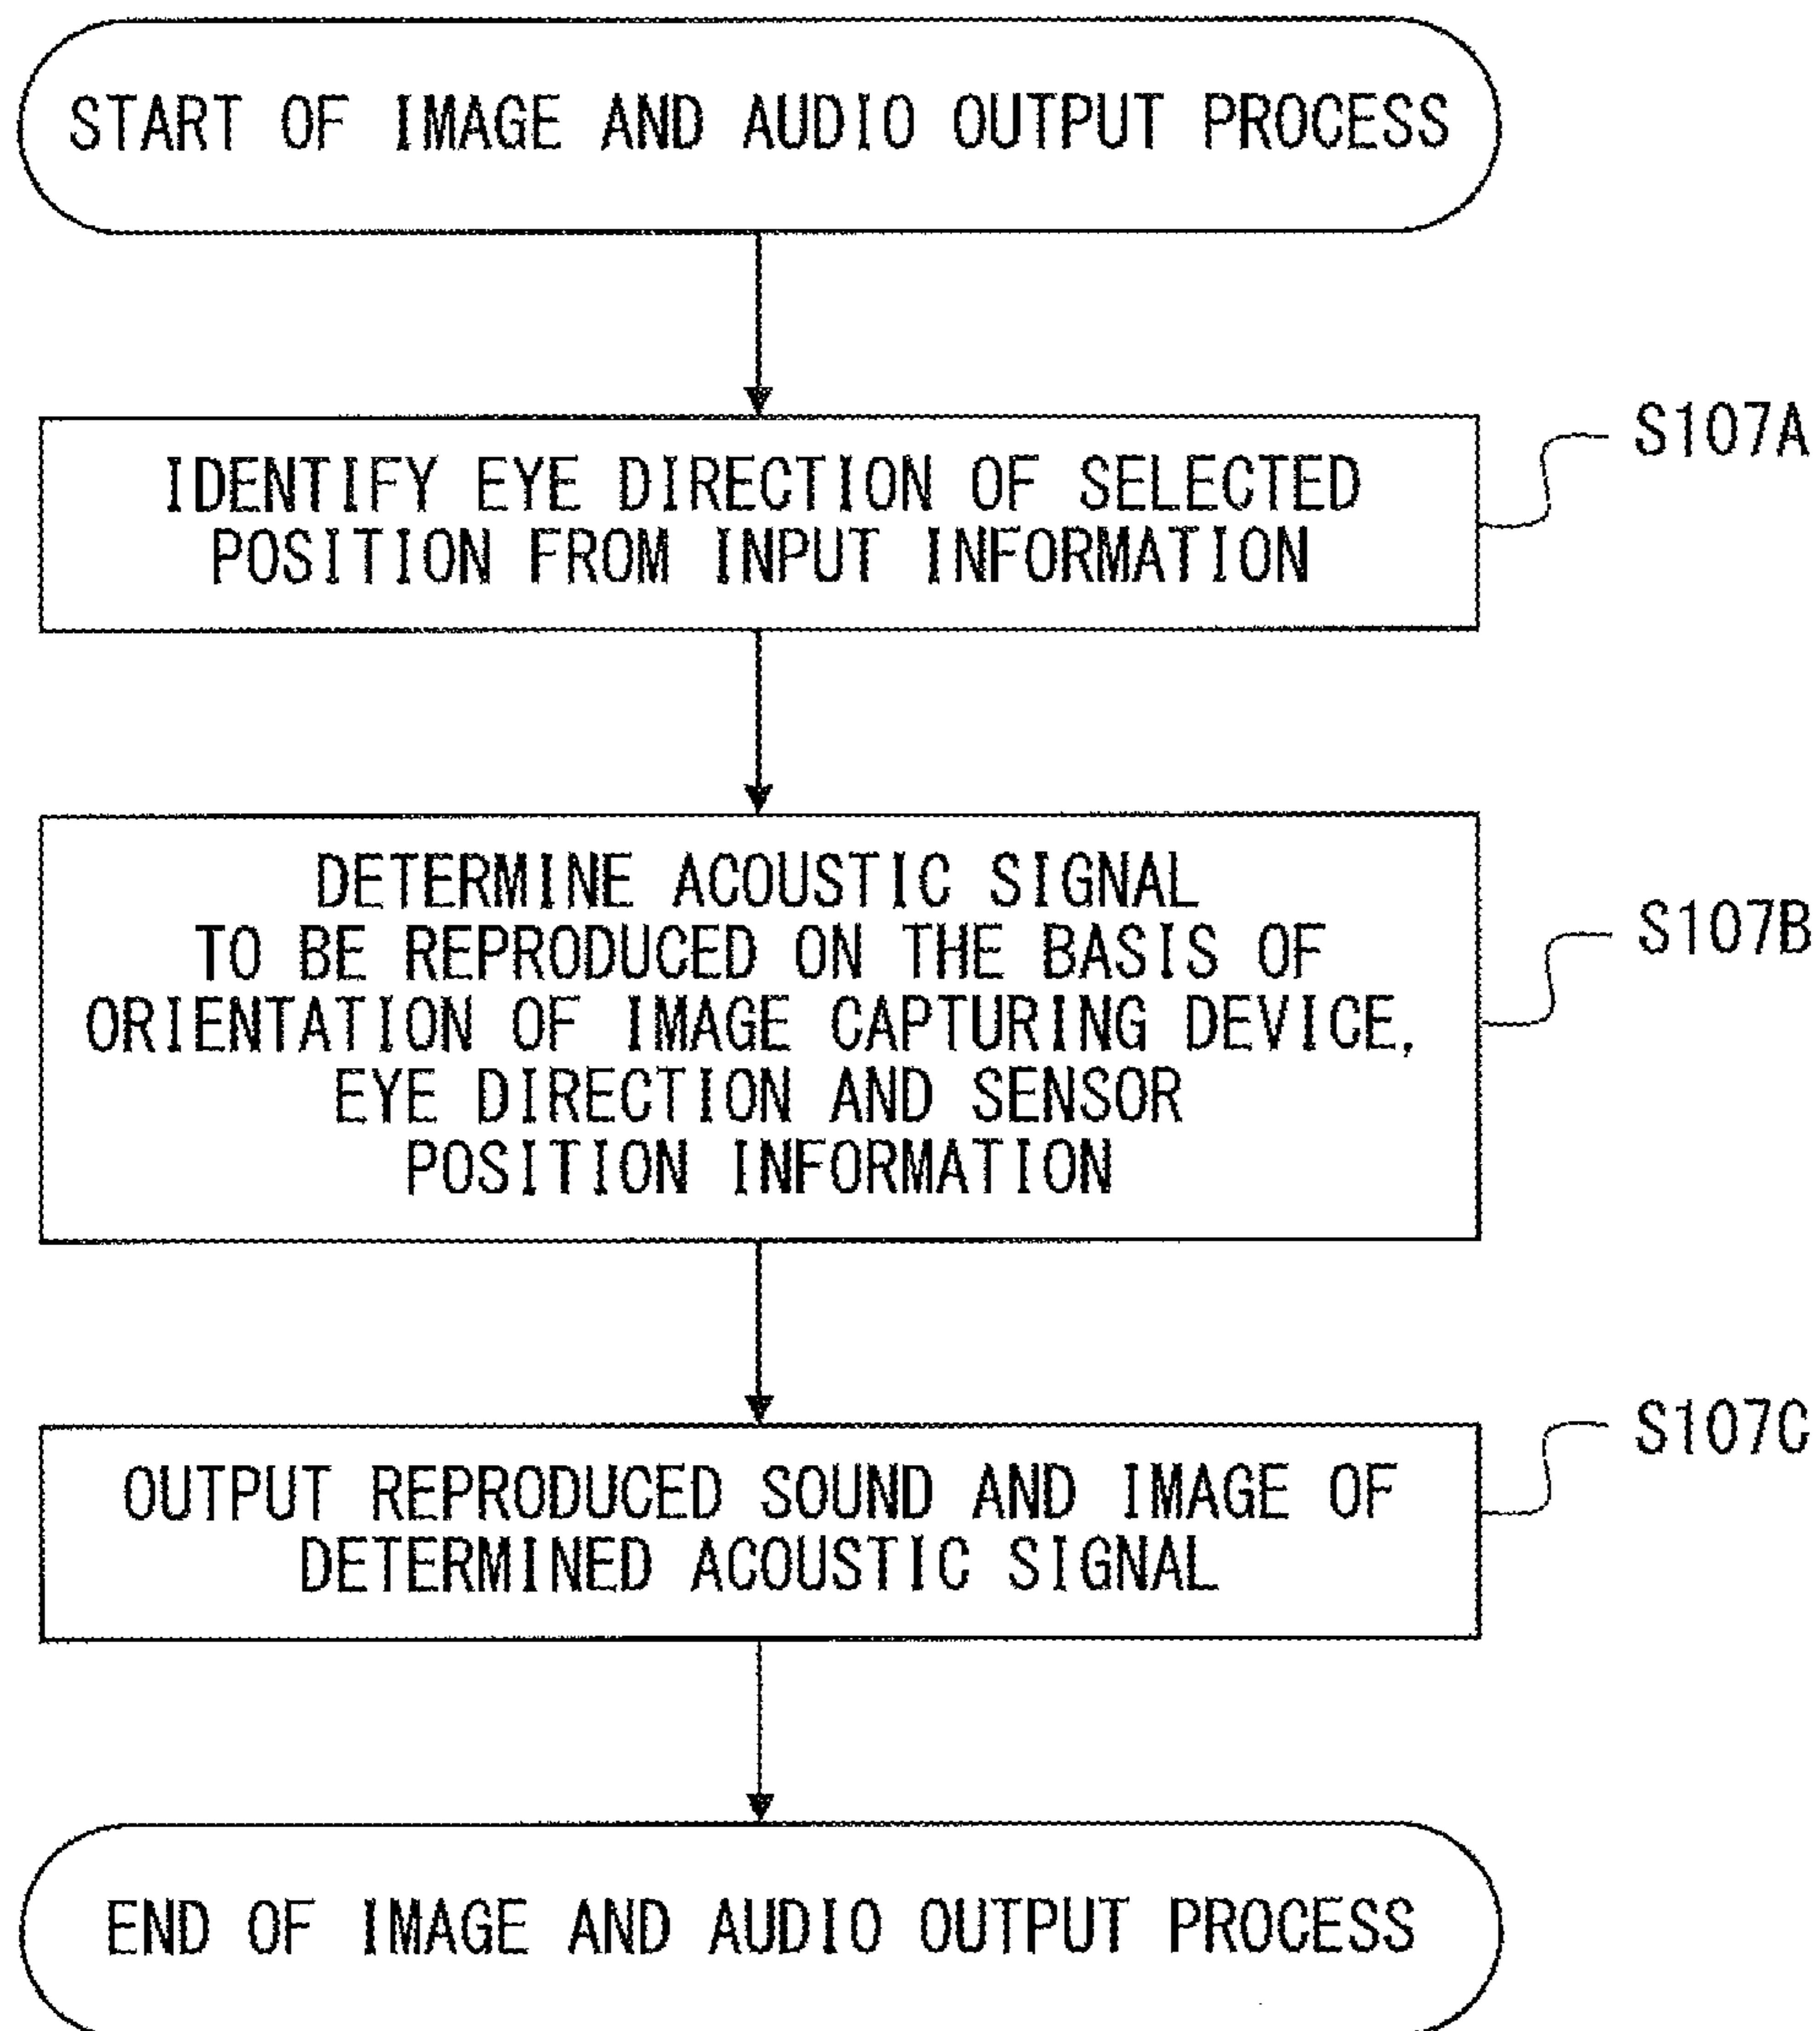 START OF IMAGE AND AUDIO OUTPUT PROCESS
IDENTIFY EYE DIRECTION OF SELECTED
POSITION FROM INPUT INFORMATION
S107A
DETERMINE ACOUSTIC SIGNAL
TO BE REPRODUCED ON THE BASIS OF
ORIENTATION OF IMAGE CAPTURING DEVICE,
EYE DIRECTION AND SENSOR
POSITION INFORMATION
S107B
OUTPUT REPRODUCED SOUND AND IMAGE OF
DETERMINED ACOUSTIC SIGNAL
S107C
END OF IMAGE AND AUDIO OUTPUT PROCESS